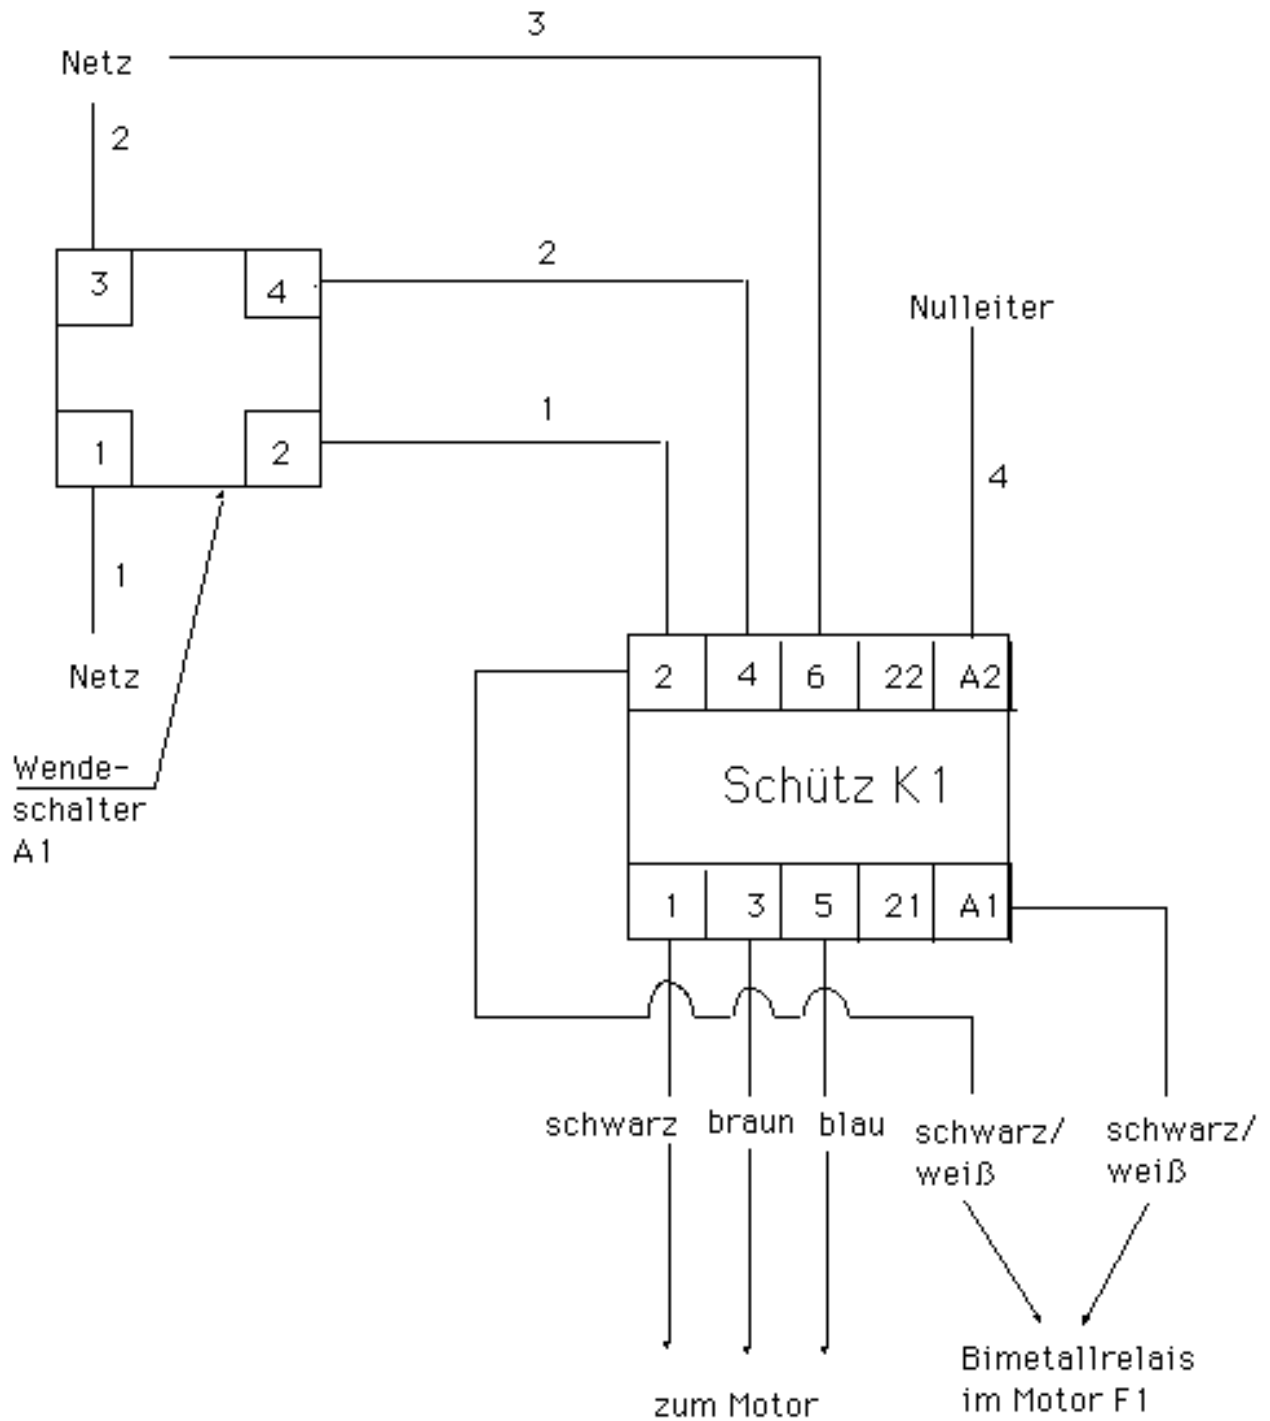 3
Netz
2
3
4
2
Nulleiter
1
2
1
4
1
Netz
2
4
6
22
A2
Wende-
schalter
A1
Schütz K1
1
3
5
21
A1
schwarz
braun
blau
schwarz/
weiß
schwarz/
weiß
Bimetallrelais
im Motor F1
zum Motor